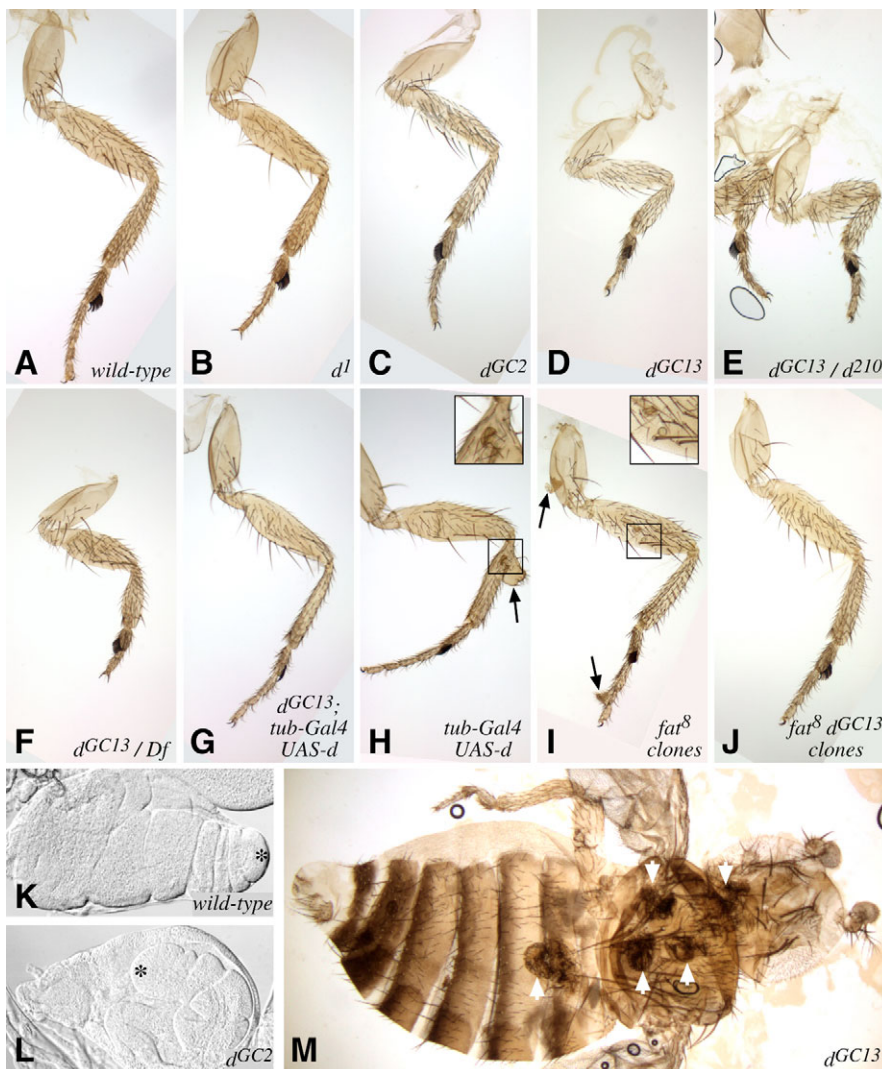 A wild-type
B d1
C dGC2
D dGC13
E dGC13 / d210
F dGC13 / Df
G dGC13;
tub-Gal4
UAS-d
H tub-Gal4
UAS-d
I fat8
clones
J fat8 dGC13
clones
K * wild-type
L * dGC2
M dGC13